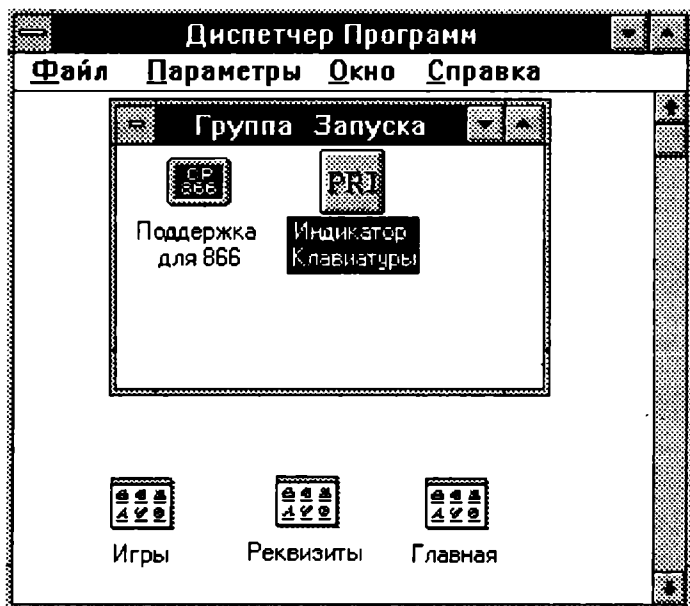 Диспетчер Программ
Файл Параметры Окно Справка
Группа Запуска
CP
866
PRI
Поддержка
для 866
Индикатор
Клавиатуры
Игры Реквизиты Главная